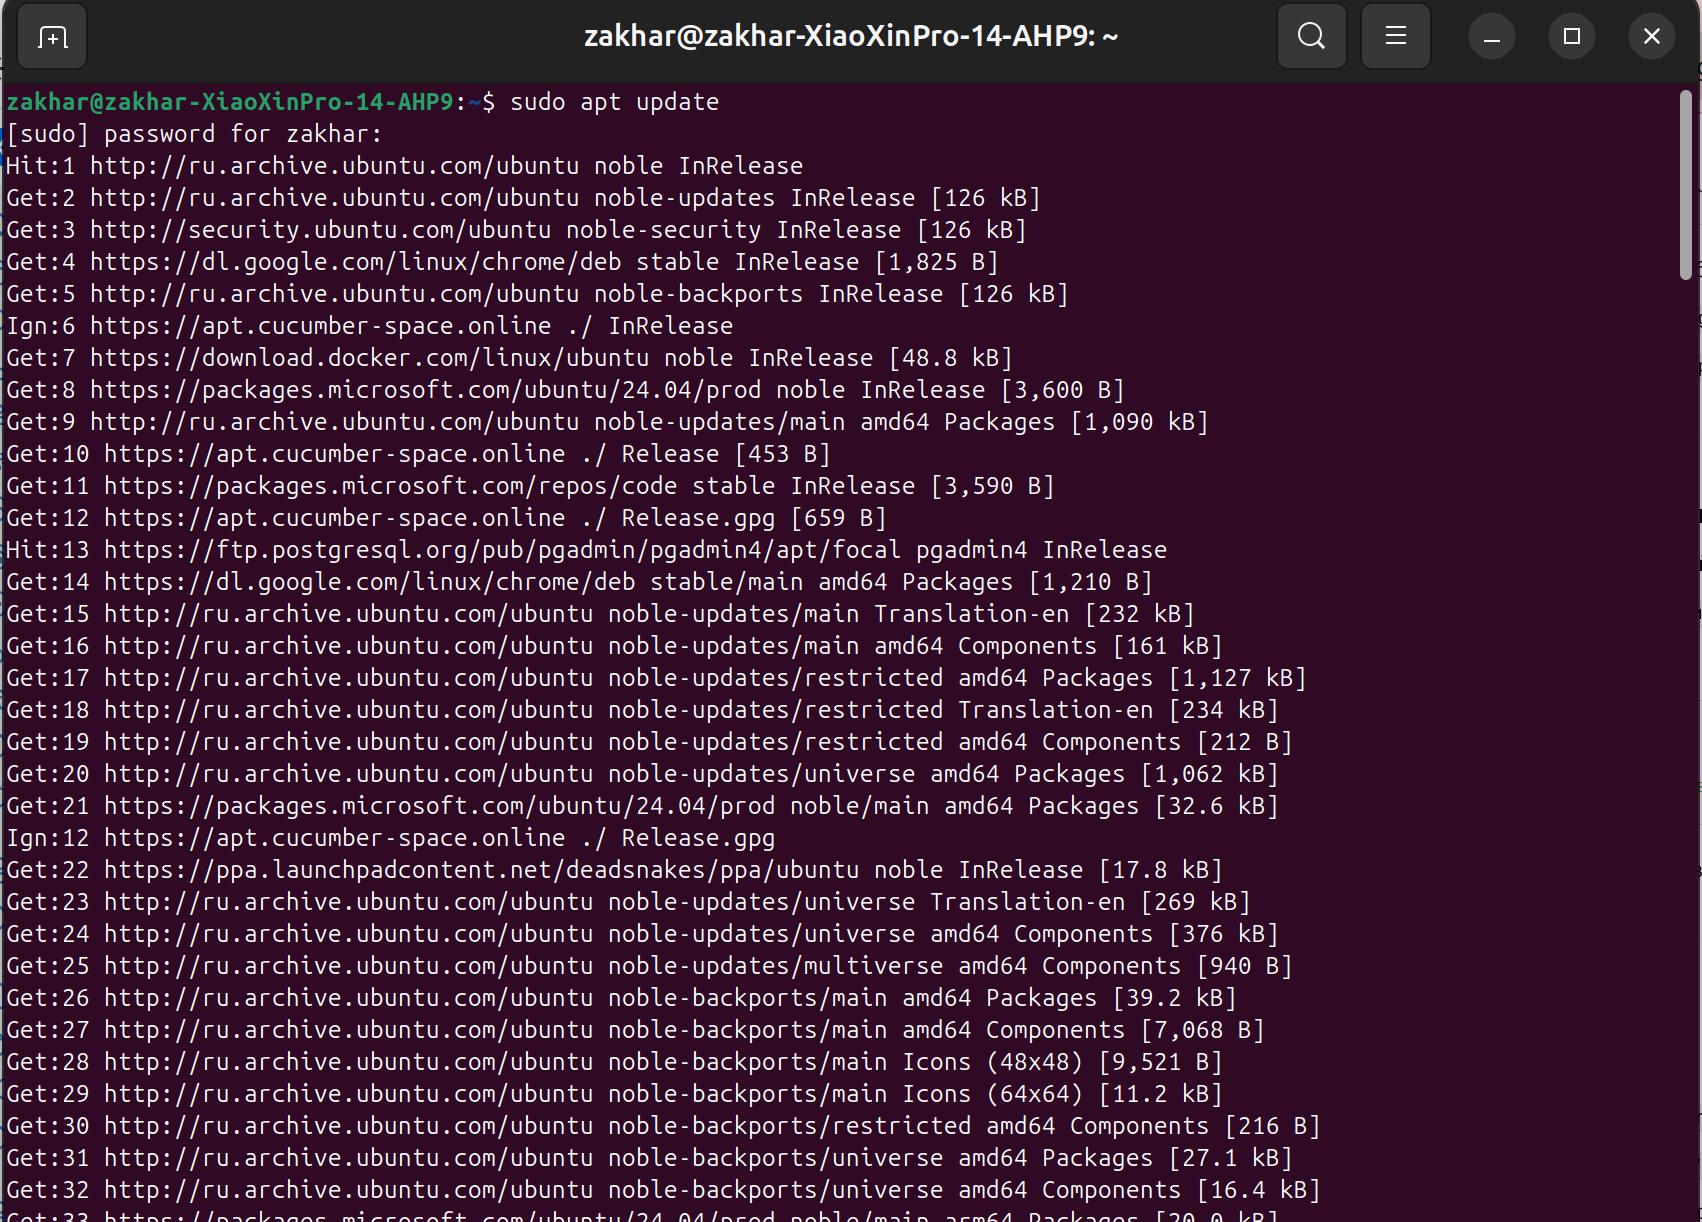 zakhar@zakhar-XiaoXinPro-14-AHP9: ~
zakhar@zakhar-XiaoXinPro-14-AHP9:~$ sudo apt update
[sudo] password for zakhar:
Hit:1 http://ru.archive.ubuntu.com/ubuntu noble InRelease
Get:2 http://ru.archive.ubuntu.com/ubuntu noble-updates InRelease [126 kB]
Get:3 http://security.ubuntu.com/ubuntu noble-security InRelease [126 kB]
Get:4 https://dl.google.com/linux/chrome/deb stable InRelease [1,825 B]
Get:5 http://ru.archive.ubuntu.com/ubuntu noble-backports InRelease [126 kB]
Ign:6 https://apt.cucumber-space.online ./ InRelease
Get:7 https://download.docker.com/linux/ubuntu noble InRelease [48.8 kB]
Get:8 https://packages.microsoft.com/ubuntu/24.04/prod noble InRelease [3,600 B]
Get:9 http://ru.archive.ubuntu.com/ubuntu noble-updates/main amd64 Packages [1,090 kB]
Get:10 https://apt.cucumber-space.online ./ Release [453 B]
Get:11 https://packages.microsoft.com/repos/code stable InRelease [3,590 B]
Get:12 https://apt.cucumber-space.online ./ Release.gpg [659 B]
Hit:13 https://ftp.postgresql.org/pub/pgadmin/pgadmin4/apt/focal pgadmin4 InRelease
Get:14 https://dl.google.com/linux/chrome/deb stable/main amd64 Packages [1,210 B]
Get:15 http://ru.archive.ubuntu.com/ubuntu noble-updates/main Translation-en [232 kB]
Get:16 http://ru.archive.ubuntu.com/ubuntu noble-updates/main amd64 Components [161 kB]
Get:17 http://ru.archive.ubuntu.com/ubuntu noble-updates/restricted amd64 Packages [1,127 kB]
Get:18 http://ru.archive.ubuntu.com/ubuntu noble-updates/restricted Translation-en [234 kB]
Get:19 http://ru.archive.ubuntu.com/ubuntu noble-updates/restricted amd64 Components [212 B]
Get:20 http://ru.archive.ubuntu.com/ubuntu noble-updates/universe amd64 Packages [1,062 kB]
Get:21 https://packages.microsoft.com/ubuntu/24.04/prod noble/main amd64 Packages [32.6 kB]
Ign:12 https://apt.cucumber-space.online ./ Release.gpg
Get:22 https://ppa.launchpadcontent.net/deadsnakes/ppa/ubuntu noble InRelease [17.8 kB]
Get:23 http://ru.archive.ubuntu.com/ubuntu noble-updates/universe Translation-en [269 kB]
Get:24 http://ru.archive.ubuntu.com/ubuntu noble-updates/universe amd64 Components [376 kB]
Get:25 http://ru.archive.ubuntu.com/ubuntu noble-updates/multiverse amd64 Components [940 B]
Get:26 http://ru.archive.ubuntu.com/ubuntu noble-backports/main amd64 Packages [39.2 kB]
Get:27 http://ru.archive.ubuntu.com/ubuntu noble-backports/main amd64 Components [7,068 B]
Get:28 http://ru.archive.ubuntu.com/ubuntu noble-backports/main Icons (48x48) [9,521 B]
Get:29 http://ru.archive.ubuntu.com/ubuntu noble-backports/main Icons (64x64) [11.2 kB]
Get:30 http://ru.archive.ubuntu.com/ubuntu noble-backports/restricted amd64 Components [216 B]
Get:31 http://ru.archive.ubuntu.com/ubuntu noble-backports/universe amd64 Packages [27.1 kB]
Get:32 http://ru.archive.ubuntu.com/ubuntu noble-backports/universe amd64 Components [16.4 kB]
Get:33 https://packages.microsoft.com/ubuntu/24.04/prod noble/main arm64 Packages [20.0 kB]